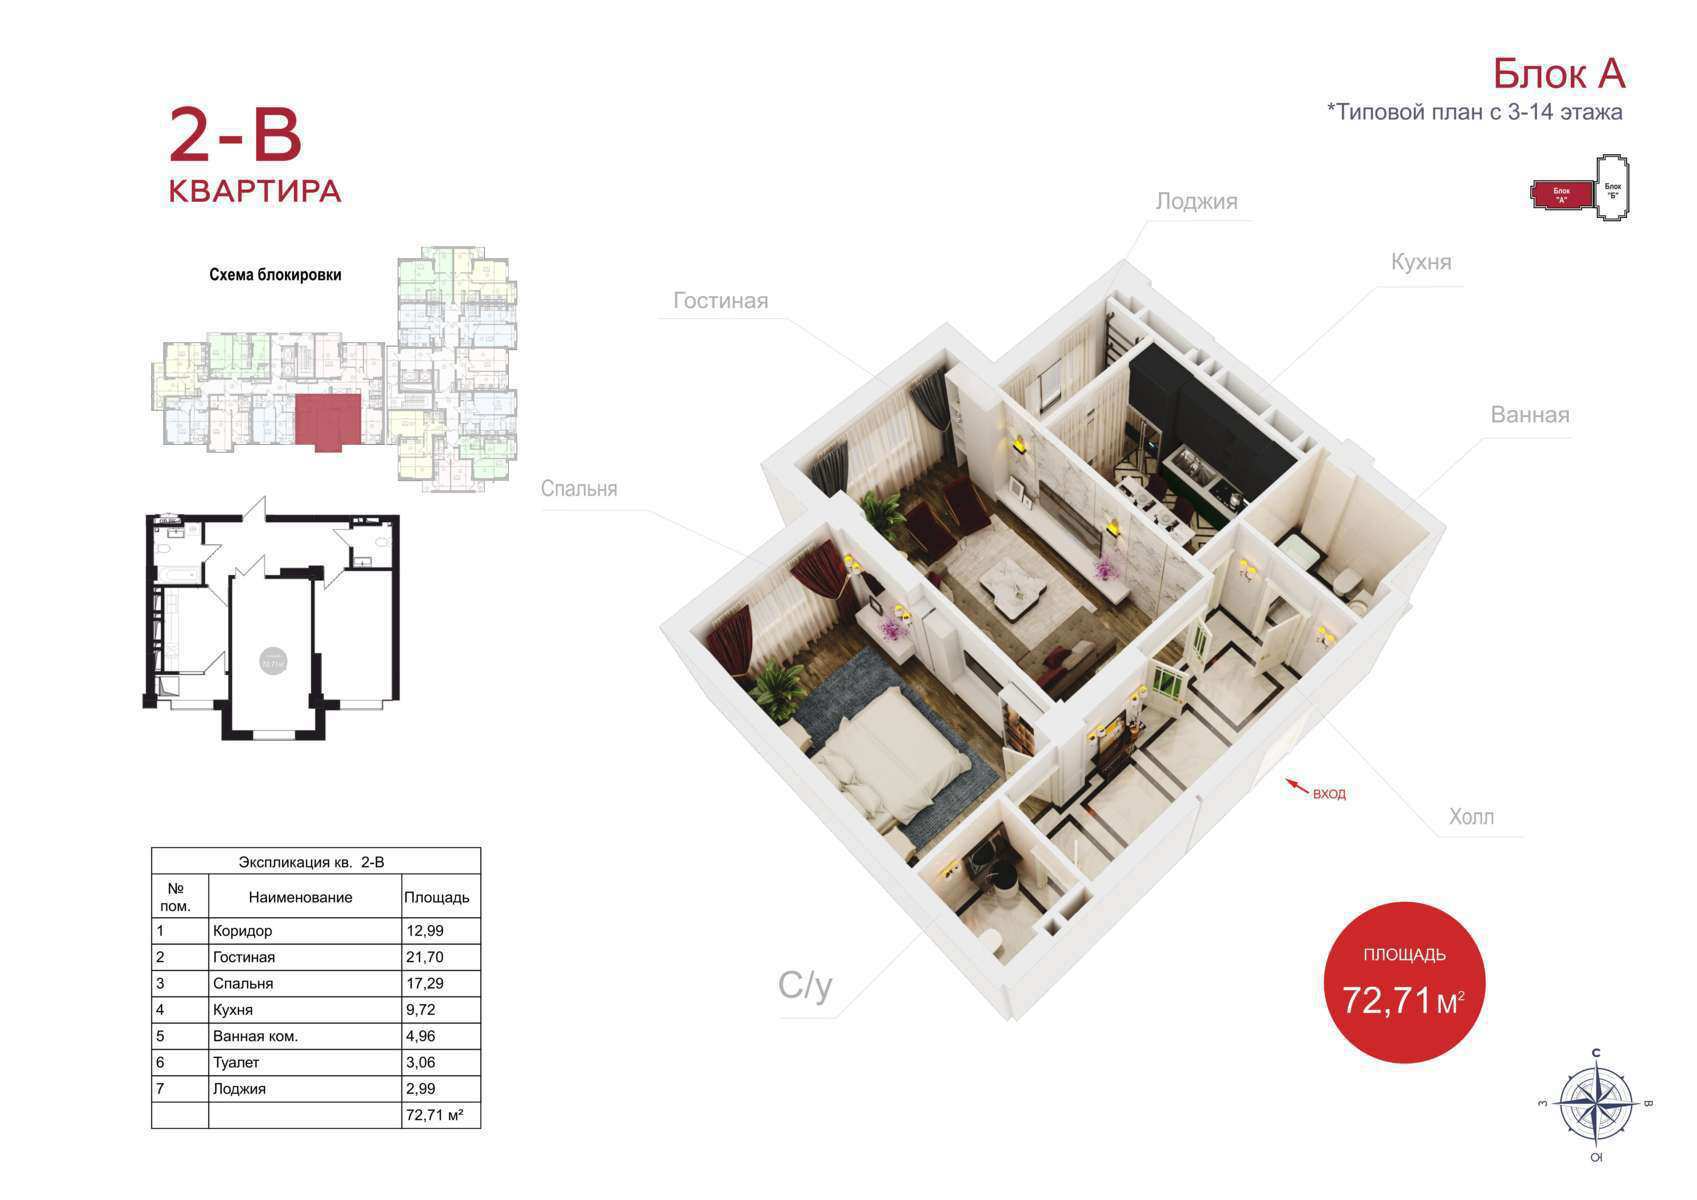 Блок А
*Типовой план с 3-14 этажа
2-В
КВАРТИРА
Блок
"А"
Блок
"Б"
Схема блокировки
Лоджия
Кухня
Гостиная
Ванная
Спальня
72,71 м²
ВХОД
Холл
С/у
Экспликация кв. 2-В
№ пом. Наименование Площадь
1 Коридор 12,99
2 Гостиная 21,70
3 Спальня 17,29
4 Кухня 9,72
5 Ванная ком. 4,96
6 Туалет 3,06
7 Лоджия 2,99
72,71 м²
ПЛОЩАДЬ
72,71 М²
С
З
В
Ю